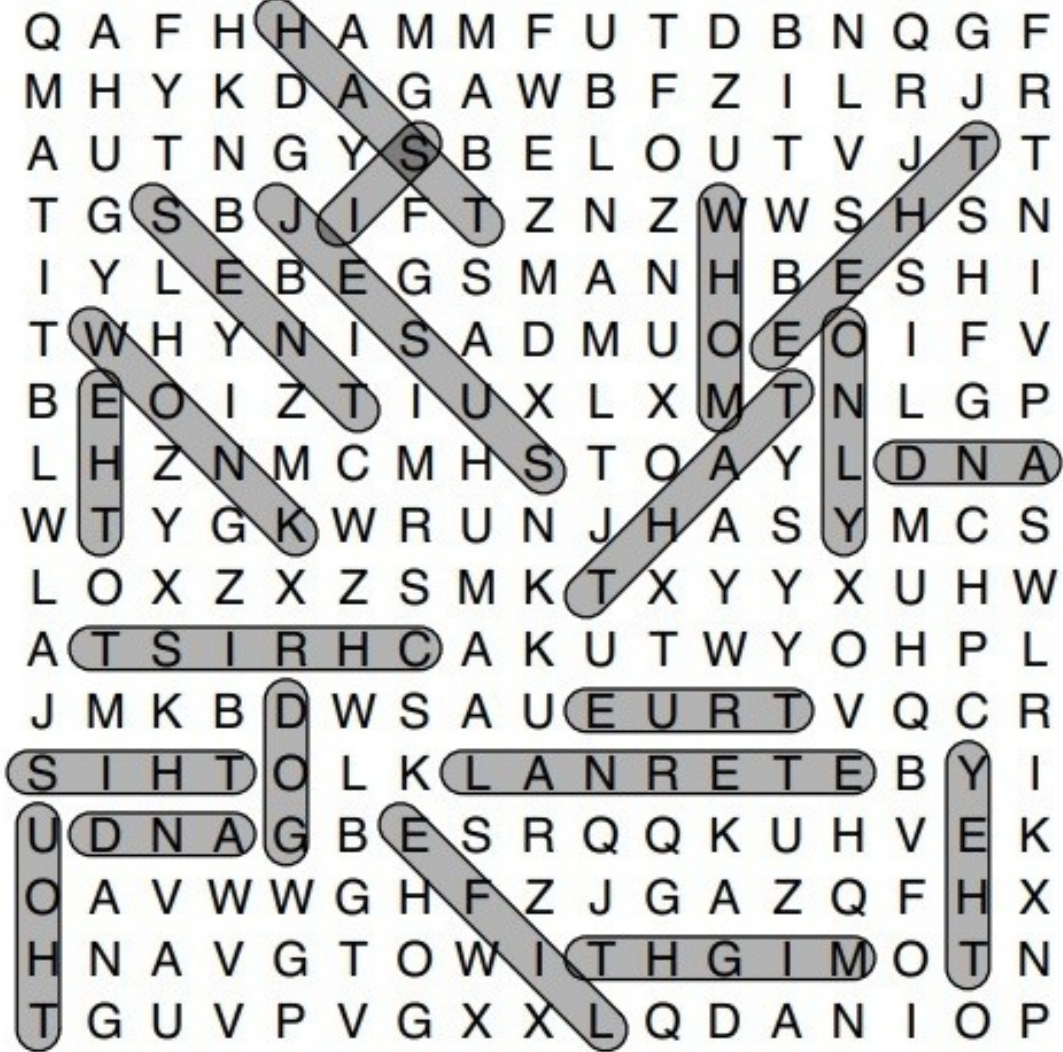 Q A F H H A M M F U T D B N Q G F
M H Y K D A G A W B F Z I L R J R
A U T N G Y S B E L O U T V J T T
T G S B J I F T Z N Z W W S H S N
I Y L E B E G S M A N H B E S H I
T W H Y N I S A D M U O E O I F V
B E O I Z T I U X L X M T N L G P
L H Z N M C M H S T O A Y L D N A
W T Y G K W R U N J H A S Y M C S
L O X Z X Z S M K T X Y Y X U H W
A T S I R H C A K U T W Y O H P L
J M K B D W S A U E U R T V Q C R
S I H T O L K L A N R E T E B Y I
U D N A G B E S R Q Q K U H V E K
O A V W W G H F Z J G A Z Q F H X
H N A V G T O W I T H G I M O T N
T G U V P V G X X L Q D A N I O P